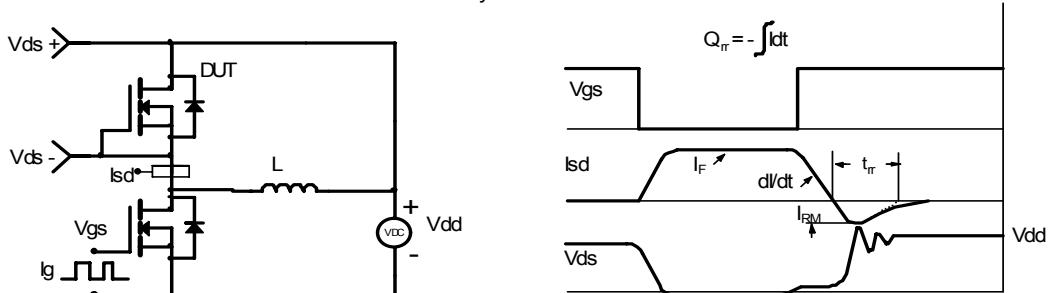 Vds +
DUT
Vds -
Isd
L
Vgs
Ig
+
VDC
-
Vdd
Qrr = - ∫Idt
Vgs
Isd
IF
dI/dt
trr
IRM
Vds
Vdd